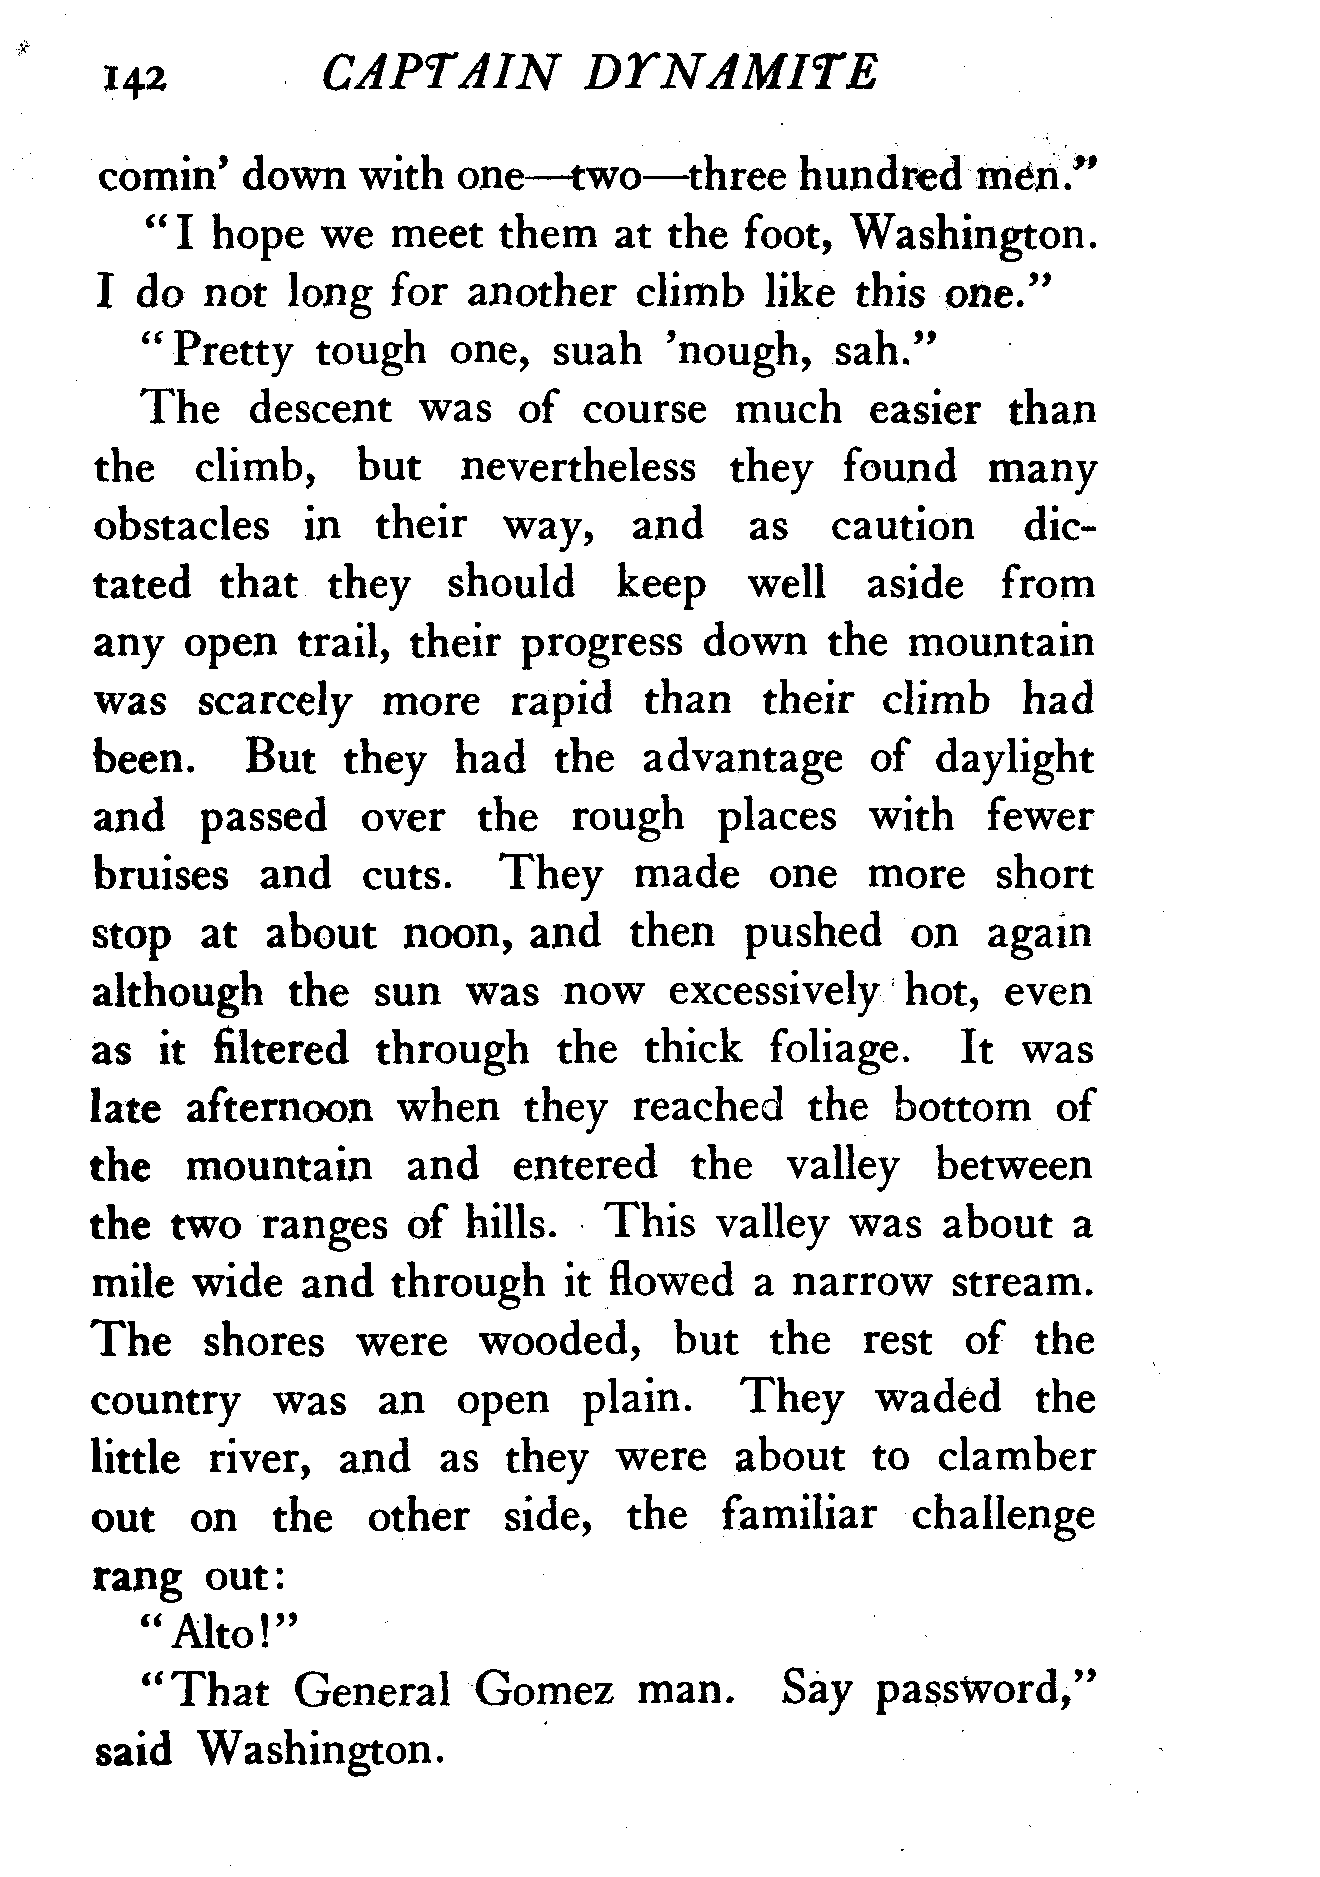 142 CAPTAIN DYNAMITE
comin' down with one—two—three hundred men."
"I hope we meet them at the foot, Washington.
I do not long for another climb like this one."
"Pretty tough one, suah 'nough, sah."
The descent was of course much easier than
the climb, but nevertheless they found many
obstacles in their way, and as caution dic-
tated that they should keep well aside from
any open trail, their progress down the mountain
was scarcely more rapid than their climb had
been. But they had the advantage of daylight
and passed over the rough places with fewer
bruises and cuts. They made one more short
stop at about noon, and then pushed on again
although the sun was now excessively hot, even
as it filtered through the thick foliage. It was
late afternoon when they reached the bottom of
the mountain and entered the valley between
the two ranges of hills. This valley was about a
mile wide and through it flowed a narrow stream.
The shores were wooded, but the rest of the
country was an open plain. They waded the
little river, and as they were about to clamber
out on the other side, the familiar challenge
rang out:
"Alto!"
"That General Gomez man. Say password,"
said Washington.